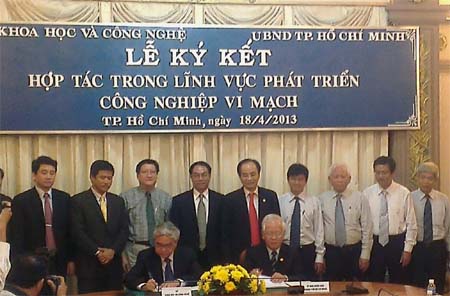 KHOA HỌC VÀ CÔNG NGHỆ UBND TP. HỒ CHÍ MINH
LỄ KÝ KẾT
HỢP TÁC TRONG LĨNH VỰC PHÁT TRIỂN
CÔNG NGHIỆP VI MẠCH
TP. Hồ Chí Minh, ngày 18/4/2013